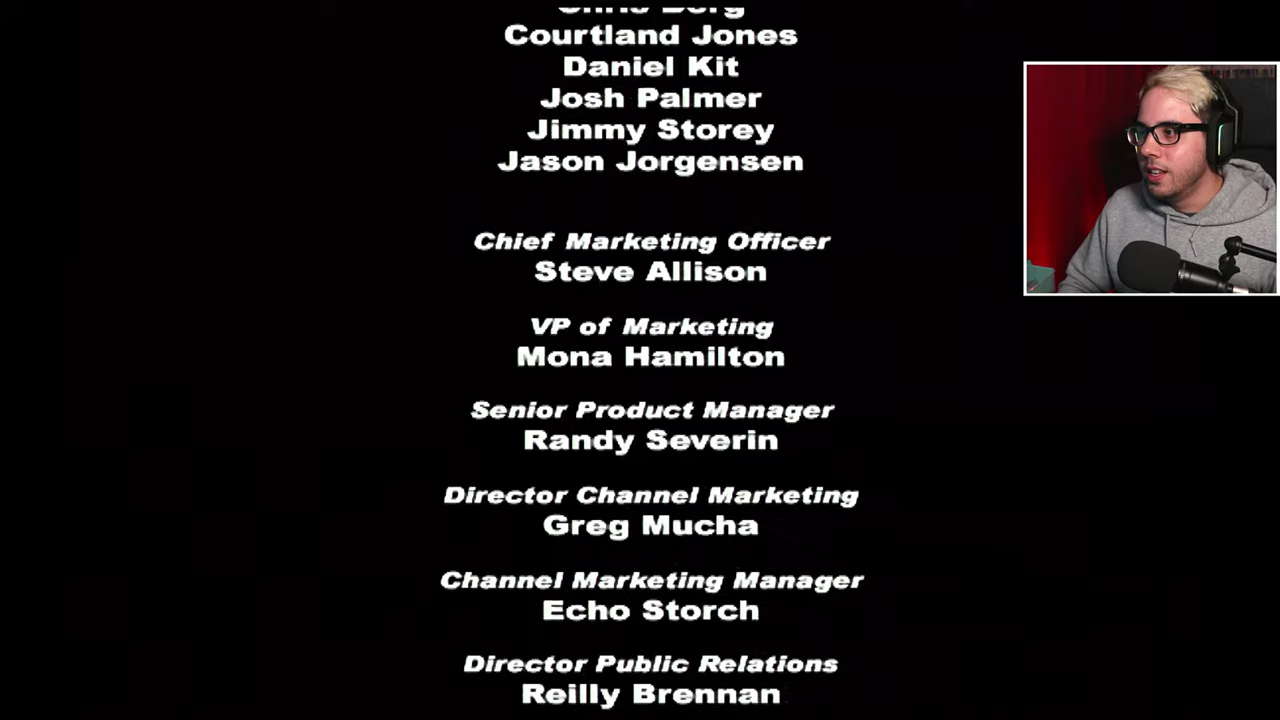 Courtland Jones
Daniel Kit
Josh Palmer
Jimmy Storey
Jason Jorgensen
Chief Marketing Officer
Steve Allison
VP of Marketing
Mona Hamilton
Senior Product Manager
Randy Severin
Director Channel Marketing
Greg Mucha
Channel Marketing Manager
Echo Storch
Director Public Relations
Reilly Brennan